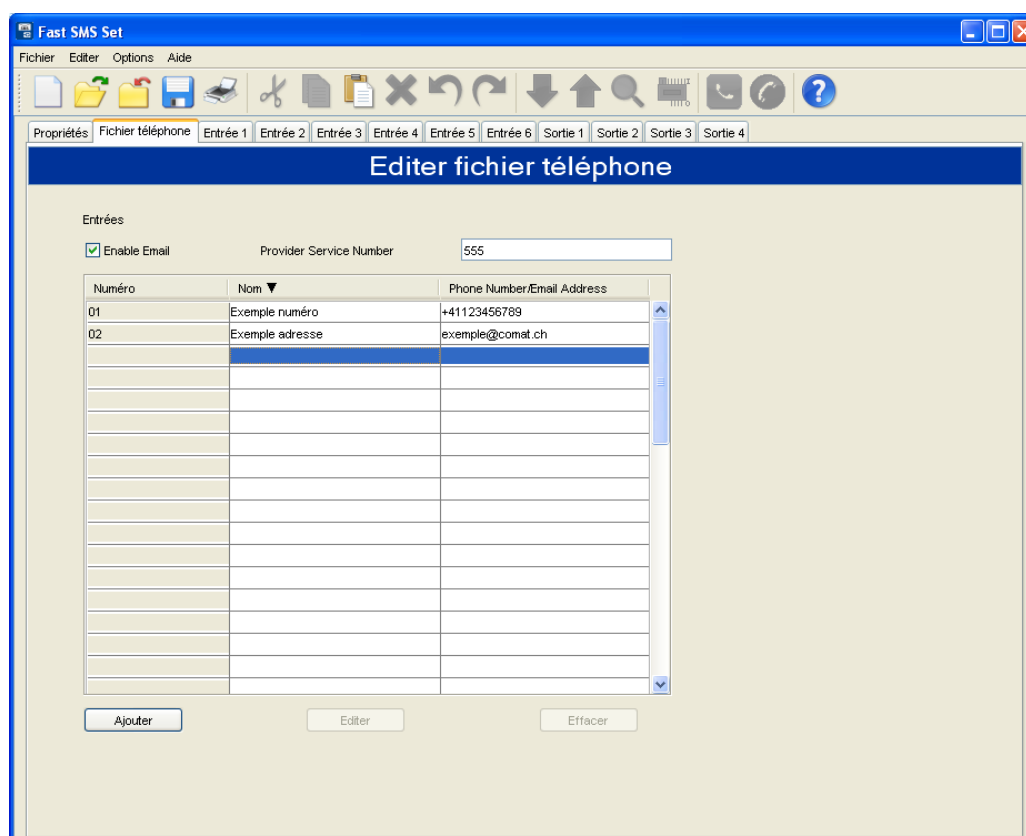 Fast SMS Set
Fichier Editer Options Aide
Propriétés Fichier téléphone Entrée 1 Entrée 2 Entrée 3 Entrée 4 Entrée 5 Entrée 6 Sortie 1 Sortie 2 Sortie 3 Sortie 4
Editer fichier téléphone
Entrées
Enable Email Provider Service Number 555
Numéro Nom ▼ Phone Number/Email Address
01 Exemple numéro +41123456789
02 Exemple adresse exemple@comat.ch
Ajouter Editer Effacer